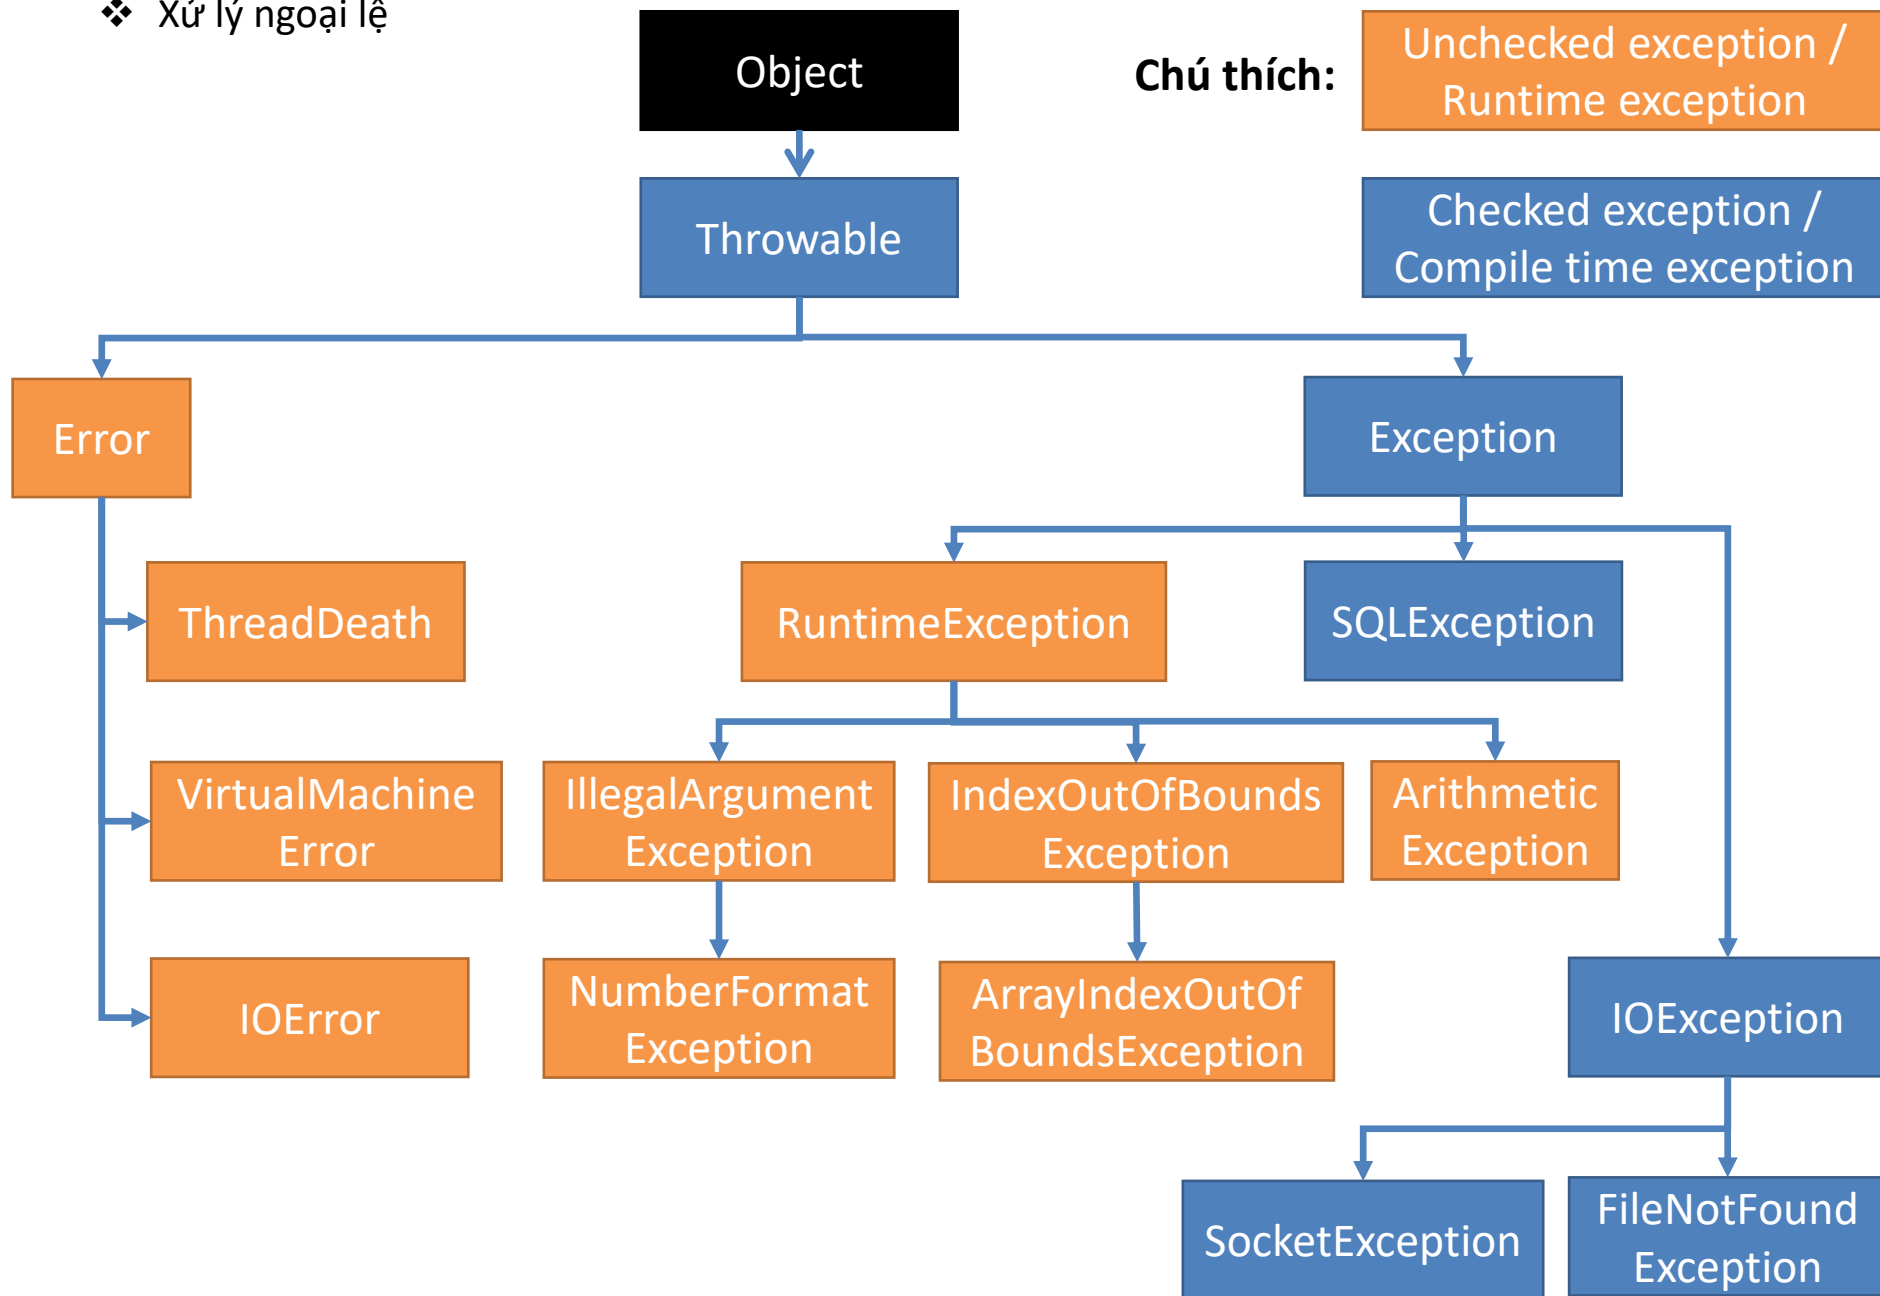 ❖ Xử lý ngoại lệ
Object
Chú thích:
Unchecked exception /
Runtime exception
Throwable
Checked exception /
Compile time exception
Error
Exception
ThreadDeath
RuntimeException
SQLException
VirtualMachine
Error
IllegalArgument
Exception
IndexOutOfBounds
Exception
Arithmetic
Exception
IOError
NumberFormat
Exception
ArrayIndexOutOf
BoundsException
IOException
SocketException
FileNotFound
Exception